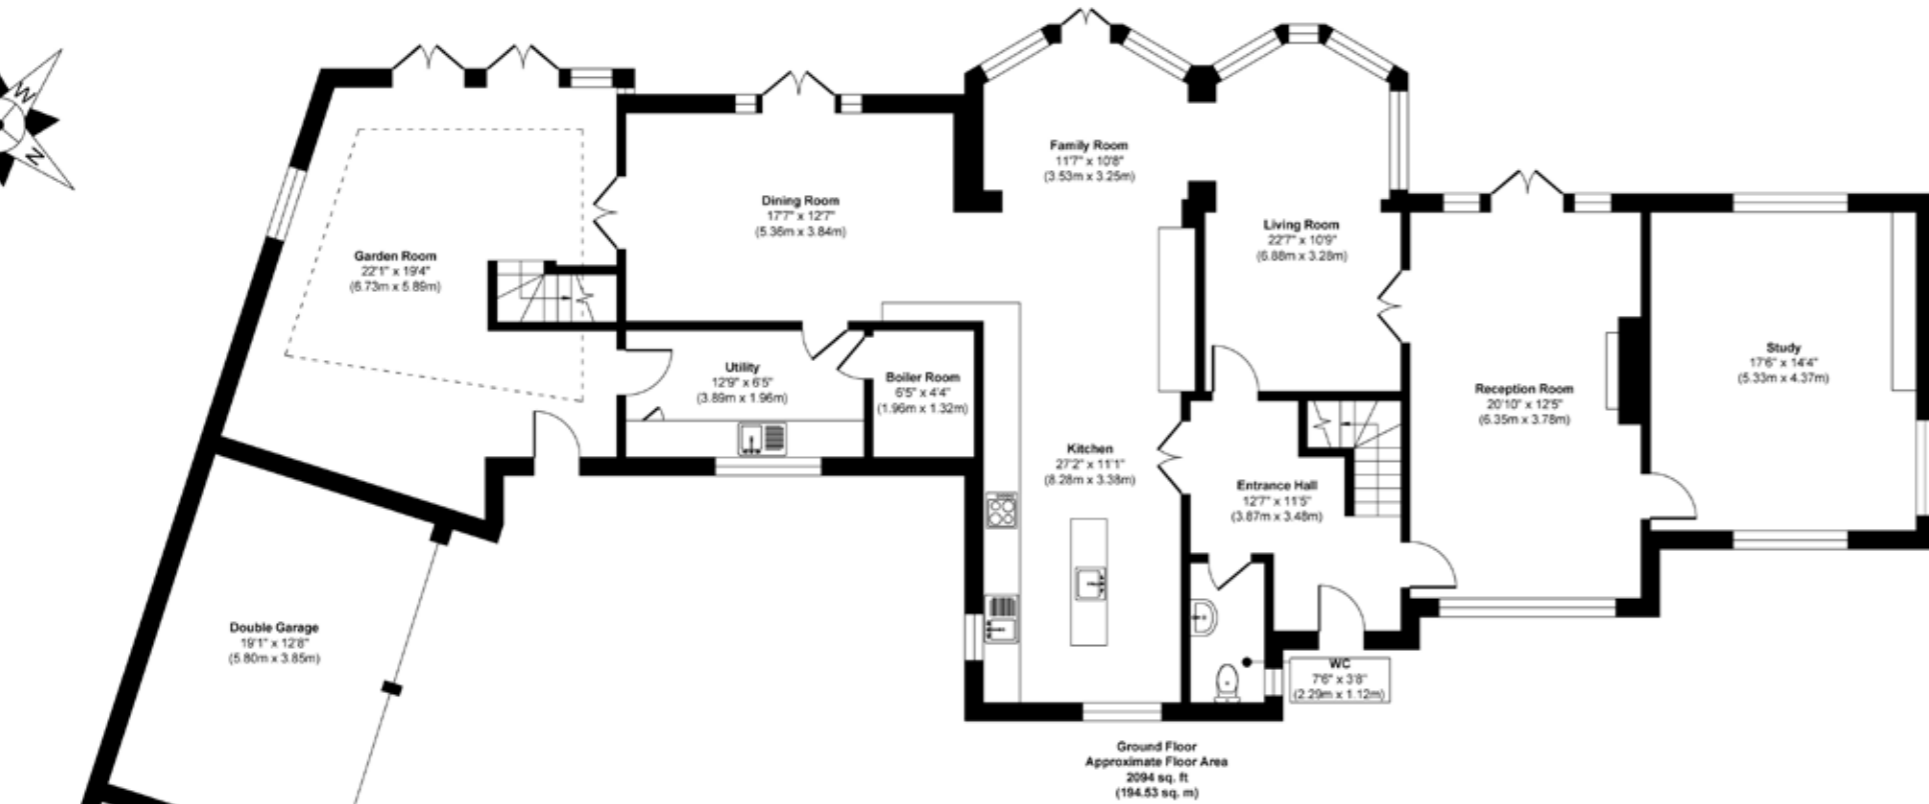 W
N
Garden Room
22'1" x 19'4"
(6.73m x 5.89m)
Dining Room
17'7" x 12'7"
(5.36m x 3.84m)
Family Room
11'7" x 10'8"
(3.53m x 3.25m)
Living Room
22'7" x 10'9"
(6.88m x 3.28m)
Reception Room
20'10" x 12'5"
(6.35m x 3.78m)
Study
17'6" x 14'4"
(5.33m x 4.37m)
Utility
12'9" x 6'5"
(3.89m x 1.96m)
Boiler Room
6'5" x 4'4"
(1.96m x 1.32m)
Kitchen
27'2" x 11'1"
(8.28m x 3.38m)
Entrance Hall
12'7" x 11'5"
(3.87m x 3.48m)
Double Garage
19'1" x 12'8"
(5.80m x 3.85m)
WC
7'6" x 3'8"
(2.29m x 1.12m)
Ground Floor
Approximate Floor Area
2094 sq. ft
(194.53 sq. m)